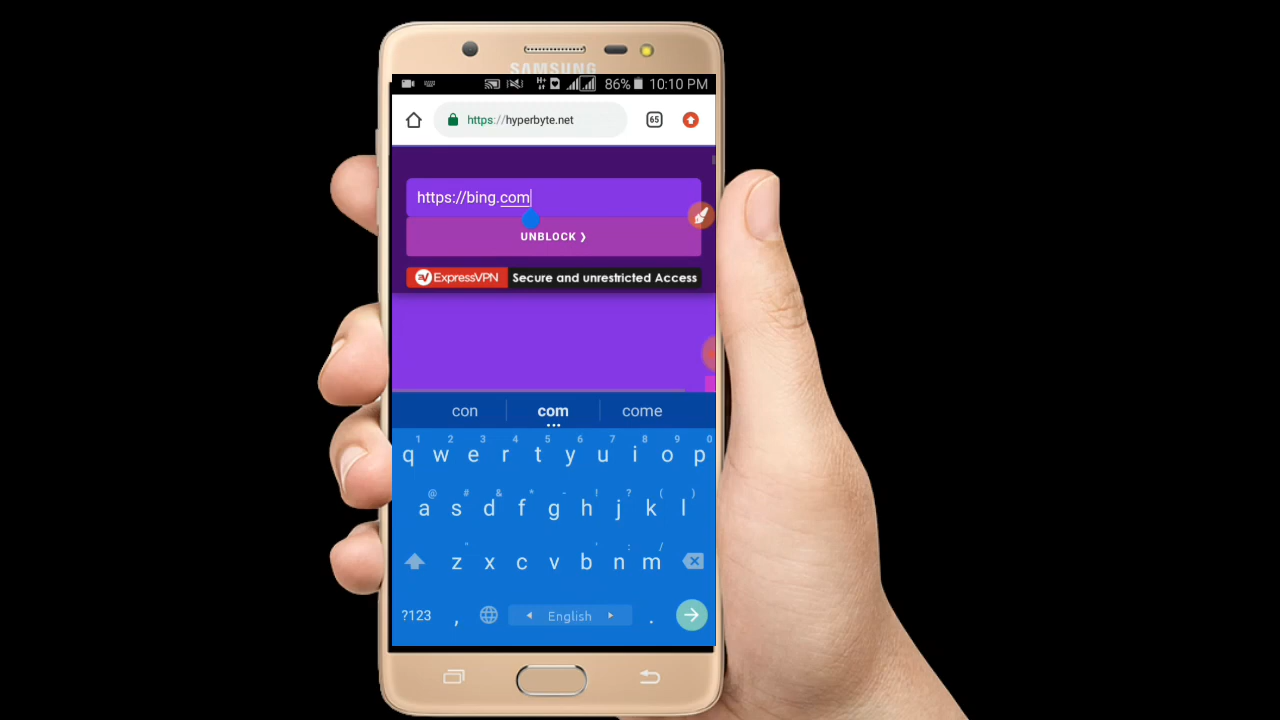 SAMSUNG
H+ 86% 10:10 PM
https://hyperbyte.net 65
https://bing.com
UNBLOCK ❯
EV ExpressVPN Secure and unrestricted Access
con com come
1 2 3 4 5 6 7 8 9 0
q w e r t y u i o p
@ # & * - ! ? ( )
a s d f g h j k l
" ' : /
z x c v b n m
?123 , English .